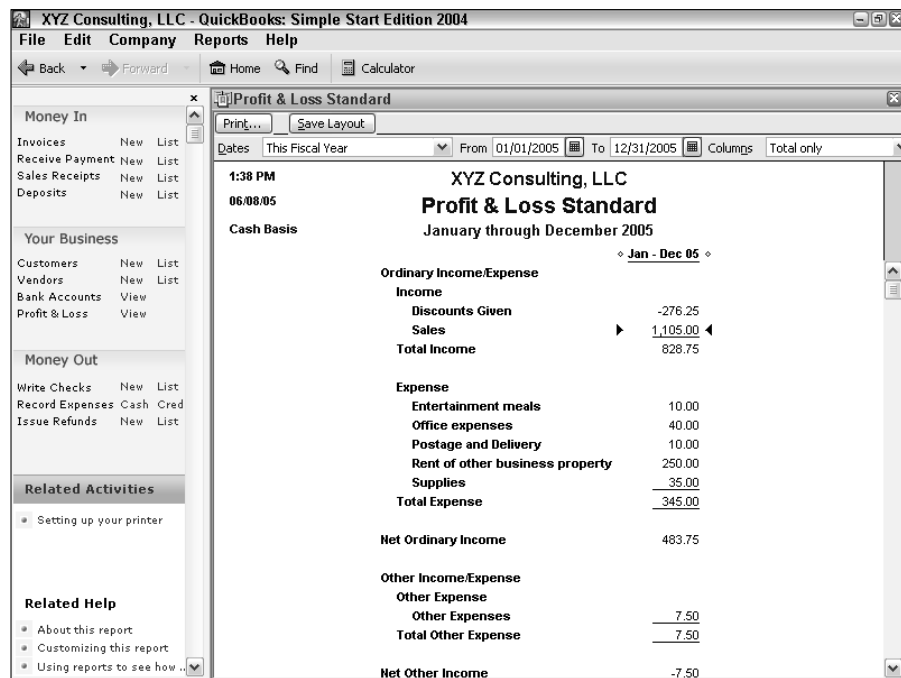 XYZ Consulting, LLC - QuickBooks: Simple Start Edition 2004
File Edit Company Reports Help
Back Forward Home Find Calculator
Money In
Invoices New List
Receive Payment New List
Sales Receipts New List
Deposits New List
Your Business
Customers New List
Vendors New List
Bank Accounts View
Profit & Loss View
Money Out
Write Checks New List
Record Expenses Cash Cred
Issue Refunds New List
Related Activities
Setting up your printer
Related Help
About this report
Customizing this report
Using reports to see how ..
Profit & Loss Standard
Print... Save Layout
Dates This Fiscal Year From 01/01/2005 To 12/31/2005 Columns Total only
1:38 PM XYZ Consulting, LLC
06/08/05 Profit & Loss Standard
Cash Basis January through December 2005
Jan - Dec 05
Ordinary Income/Expense
Income
Discounts Given -276.25
Sales 1,105.00
Total Income 828.75
Expense
Entertainment meals 10.00
Office expenses 40.00
Postage and Delivery 10.00
Rent of other business property 250.00
Supplies 35.00
Total Expense 345.00
Net Ordinary Income 483.75
Other Income/Expense
Other Expense
Other Expenses 7.50
Total Other Expense 7.50
Net Other Income -7.50